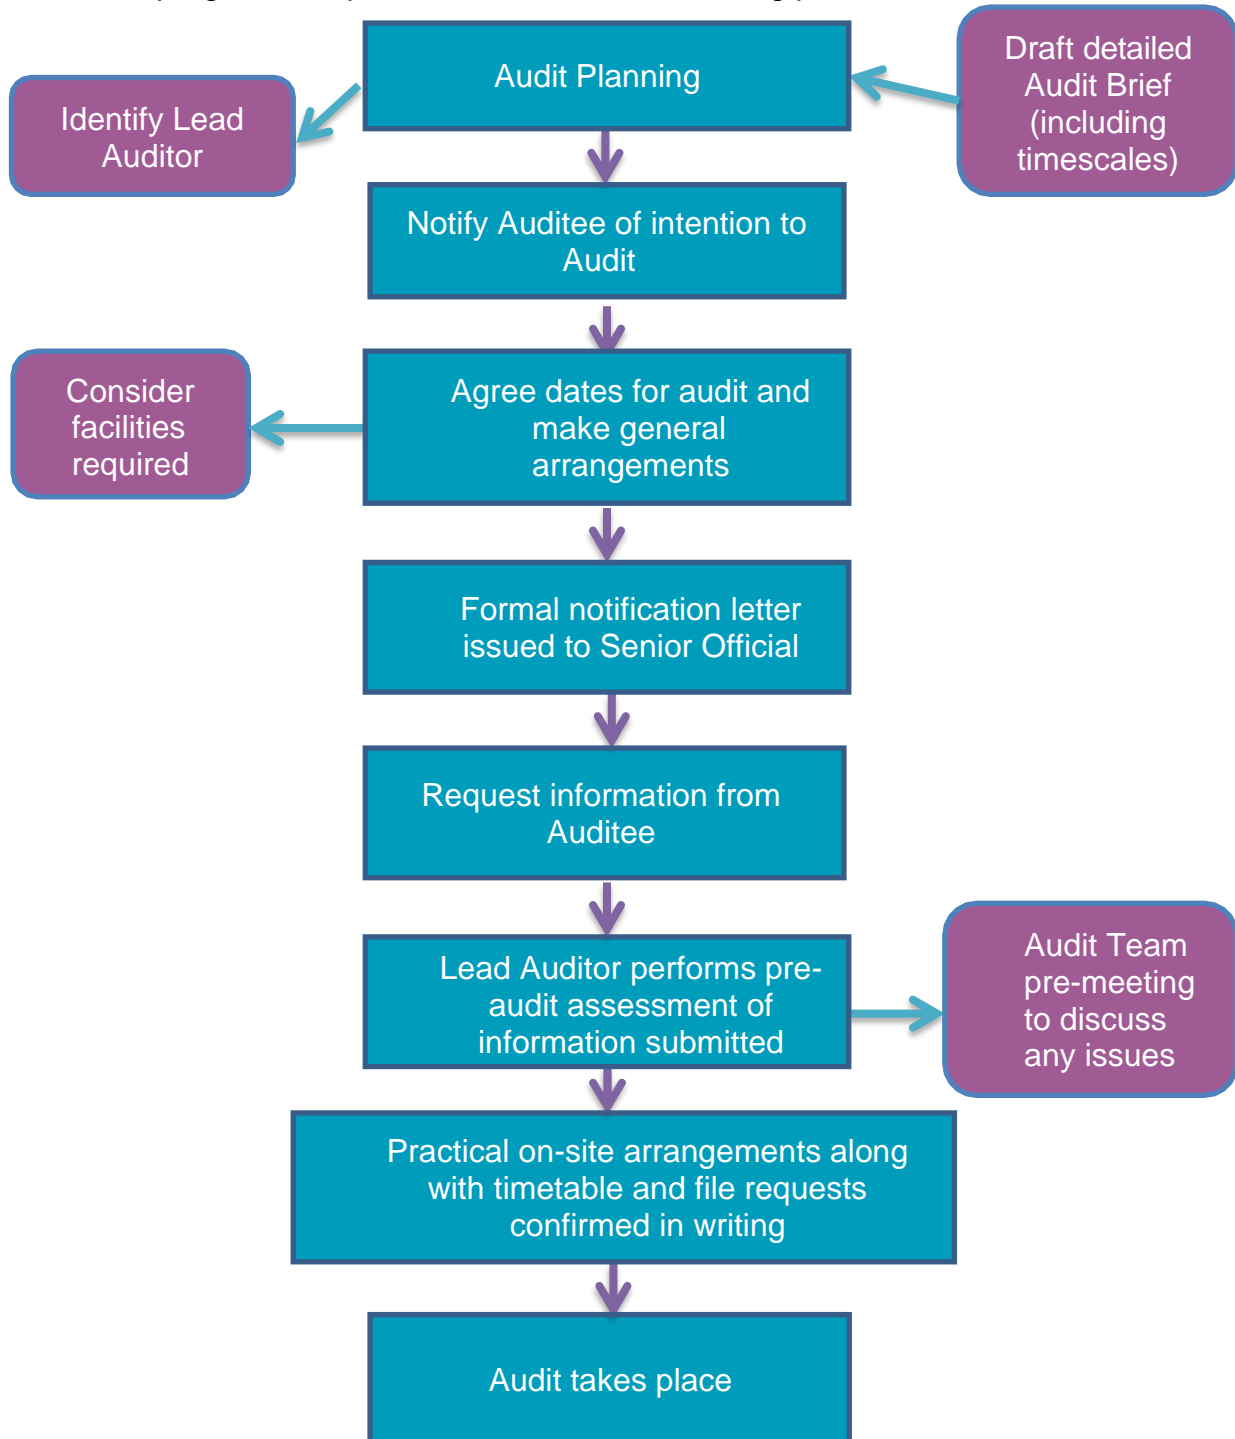 Audit Planning
Draft detailed
Audit Brief
(including
timescales)
Identify Lead
Auditor
Notify Auditee of intention to
Audit
Consider
facilities
required
Agree dates for audit and
make general
arrangements
Formal notification letter
issued to Senior Official
Request information from
Auditee
Lead Auditor performs pre-
audit assessment of
information submitted
Audit Team
pre-meeting
to discuss
any issues
Practical on-site arrangements along
with timetable and file requests
confirmed in writing
Audit takes place